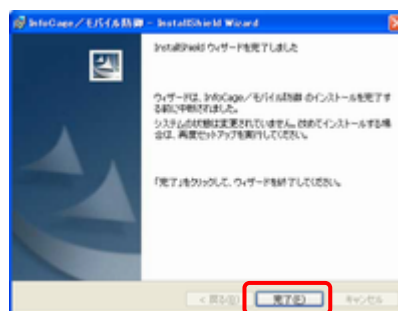 InfoCage／モバイル防御 - InstallShield Wizard
InstallShield ウィザードを完了しました
ウィザードは、InfoCage／モバイル防御 のインストールを完了す
る前に中断されました。
システムの状態は変更されていません。改めてインストールする場
合は、再度セットアップを実行してください。
「完了」をクリックして、ウィザードを終了してください。
< 戻る(B)
完了(F)
キャンセル